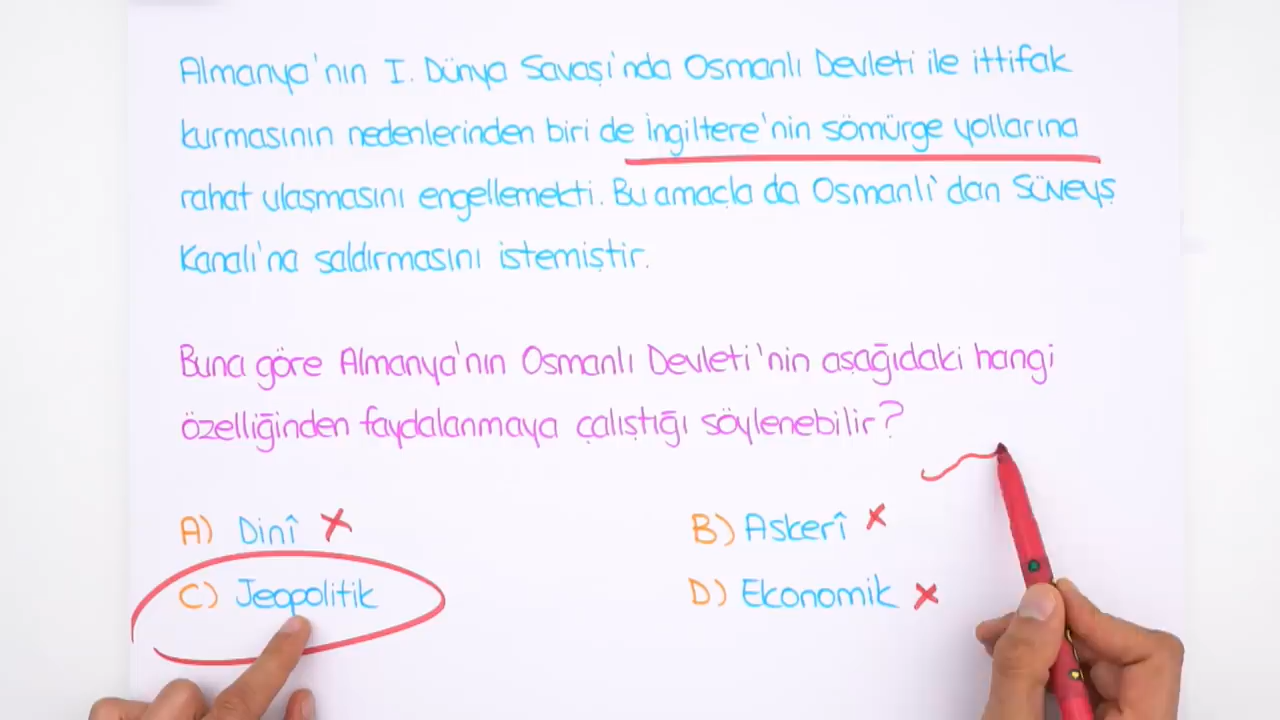 Almanya'nın I. Dünya Savaşı'nda Osmanlı Devleti ile ittifak
kurmasının nedenlerinden biri de İngiltere'nin sömürge yollarına
rahat ulaşmasını engellemekti. Bu amaçla da Osmanlı'dan Süveyş
Kanalı'na saldırmasını istemiştir.
Buna göre Almanya'nın Osmanlı Devleti'nin aşağıdaki hangi
özelliğinden faydalanmaya çalıştığı söylenebilir?
A) Dinî
B) Askerî
C) Jeopolitik
D) Ekonomik